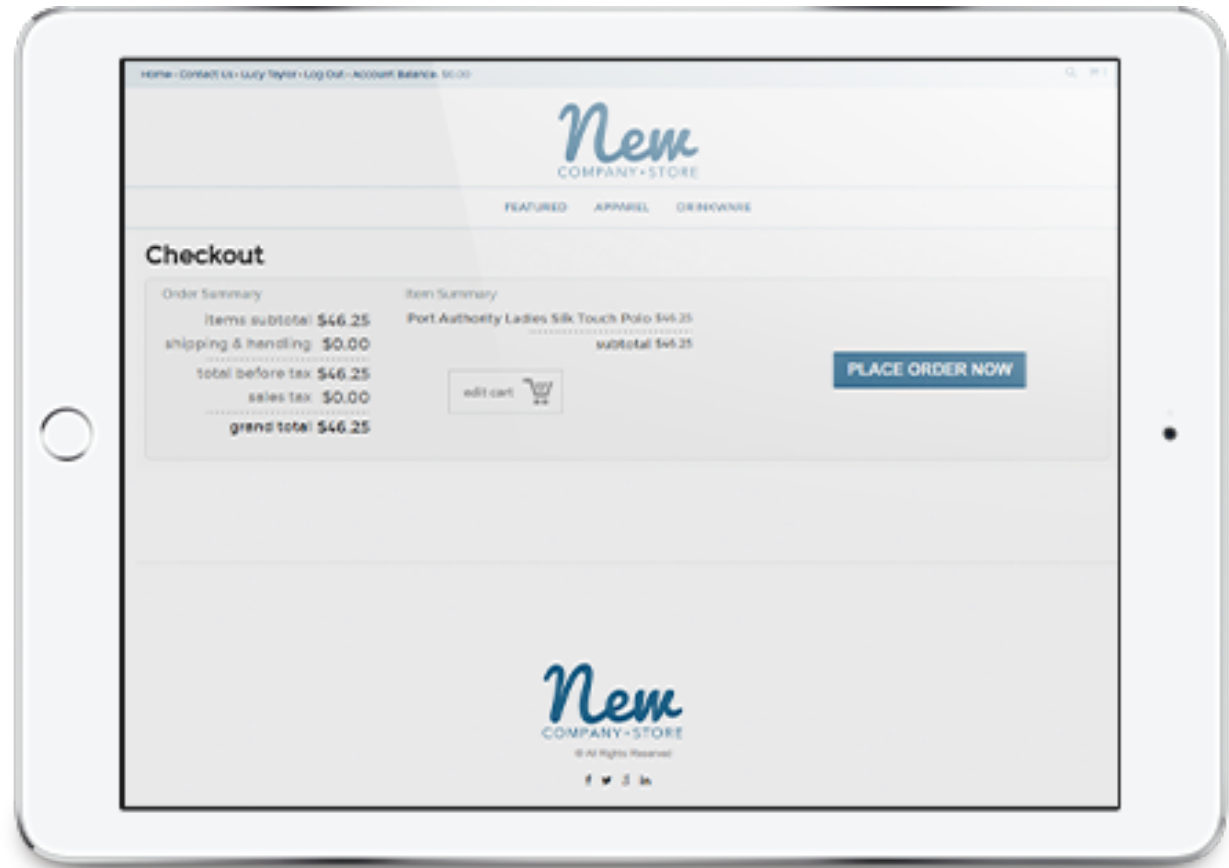 Home • Contact Us • Lucy Taylor • Log Out • Account Balance: $0.00
New
COMPANY•STORE
FEATURED APPAREL DRINKWARE
Checkout
Order Summary
items subtotal $46.25
shipping & handling $0.00
total before tax $46.25
sales tax $0.00
grand total $46.25
Item Summary
Port Authority Ladies Silk Touch Polo $46.25
subtotal $46.25
edit cart
PLACE ORDER NOW
New
COMPANY•STORE
© All Rights Reserved